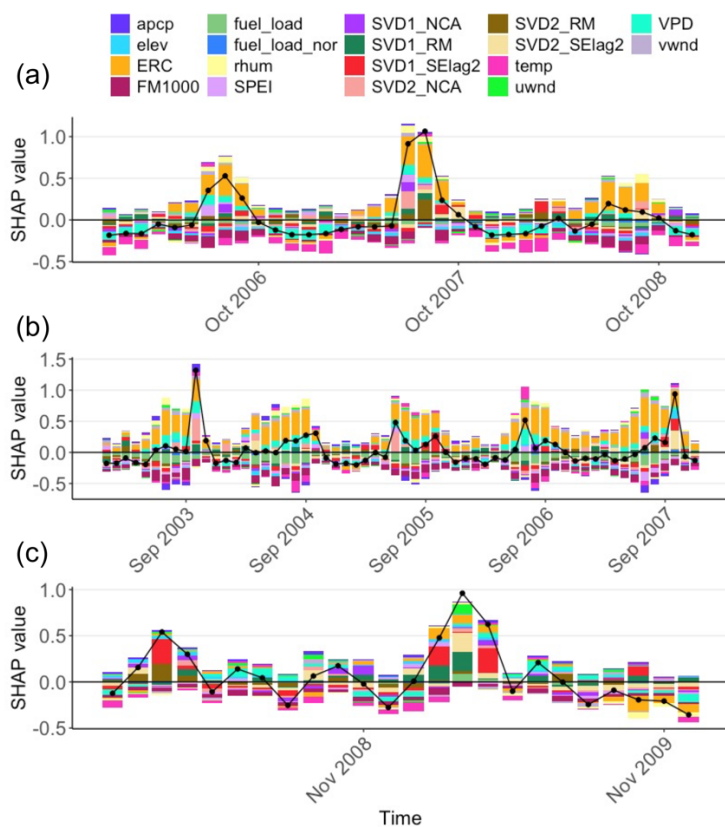 apcp fuel_load SVD1_NCA SVD2_RM VPD
elev fuel_load_nor SVD1_RM SVD2_SElag2 vwnd
ERC rhum SVD1_SElag2 temp
FM1000 SPEI SVD2_NCA uwnd
(a)
SHAP value
1.0
0.5
0.0
-0.5
Oct 2006
Oct 2007
Oct 2008
(b)
SHAP value
1.5
1.0
0.5
0.0
-0.5
Sep 2003
Sep 2004
Sep 2005
Sep 2006
Sep 2007
(c)
SHAP value
1.0
0.5
0.0
-0.5
Nov 2008
Nov 2009
Time